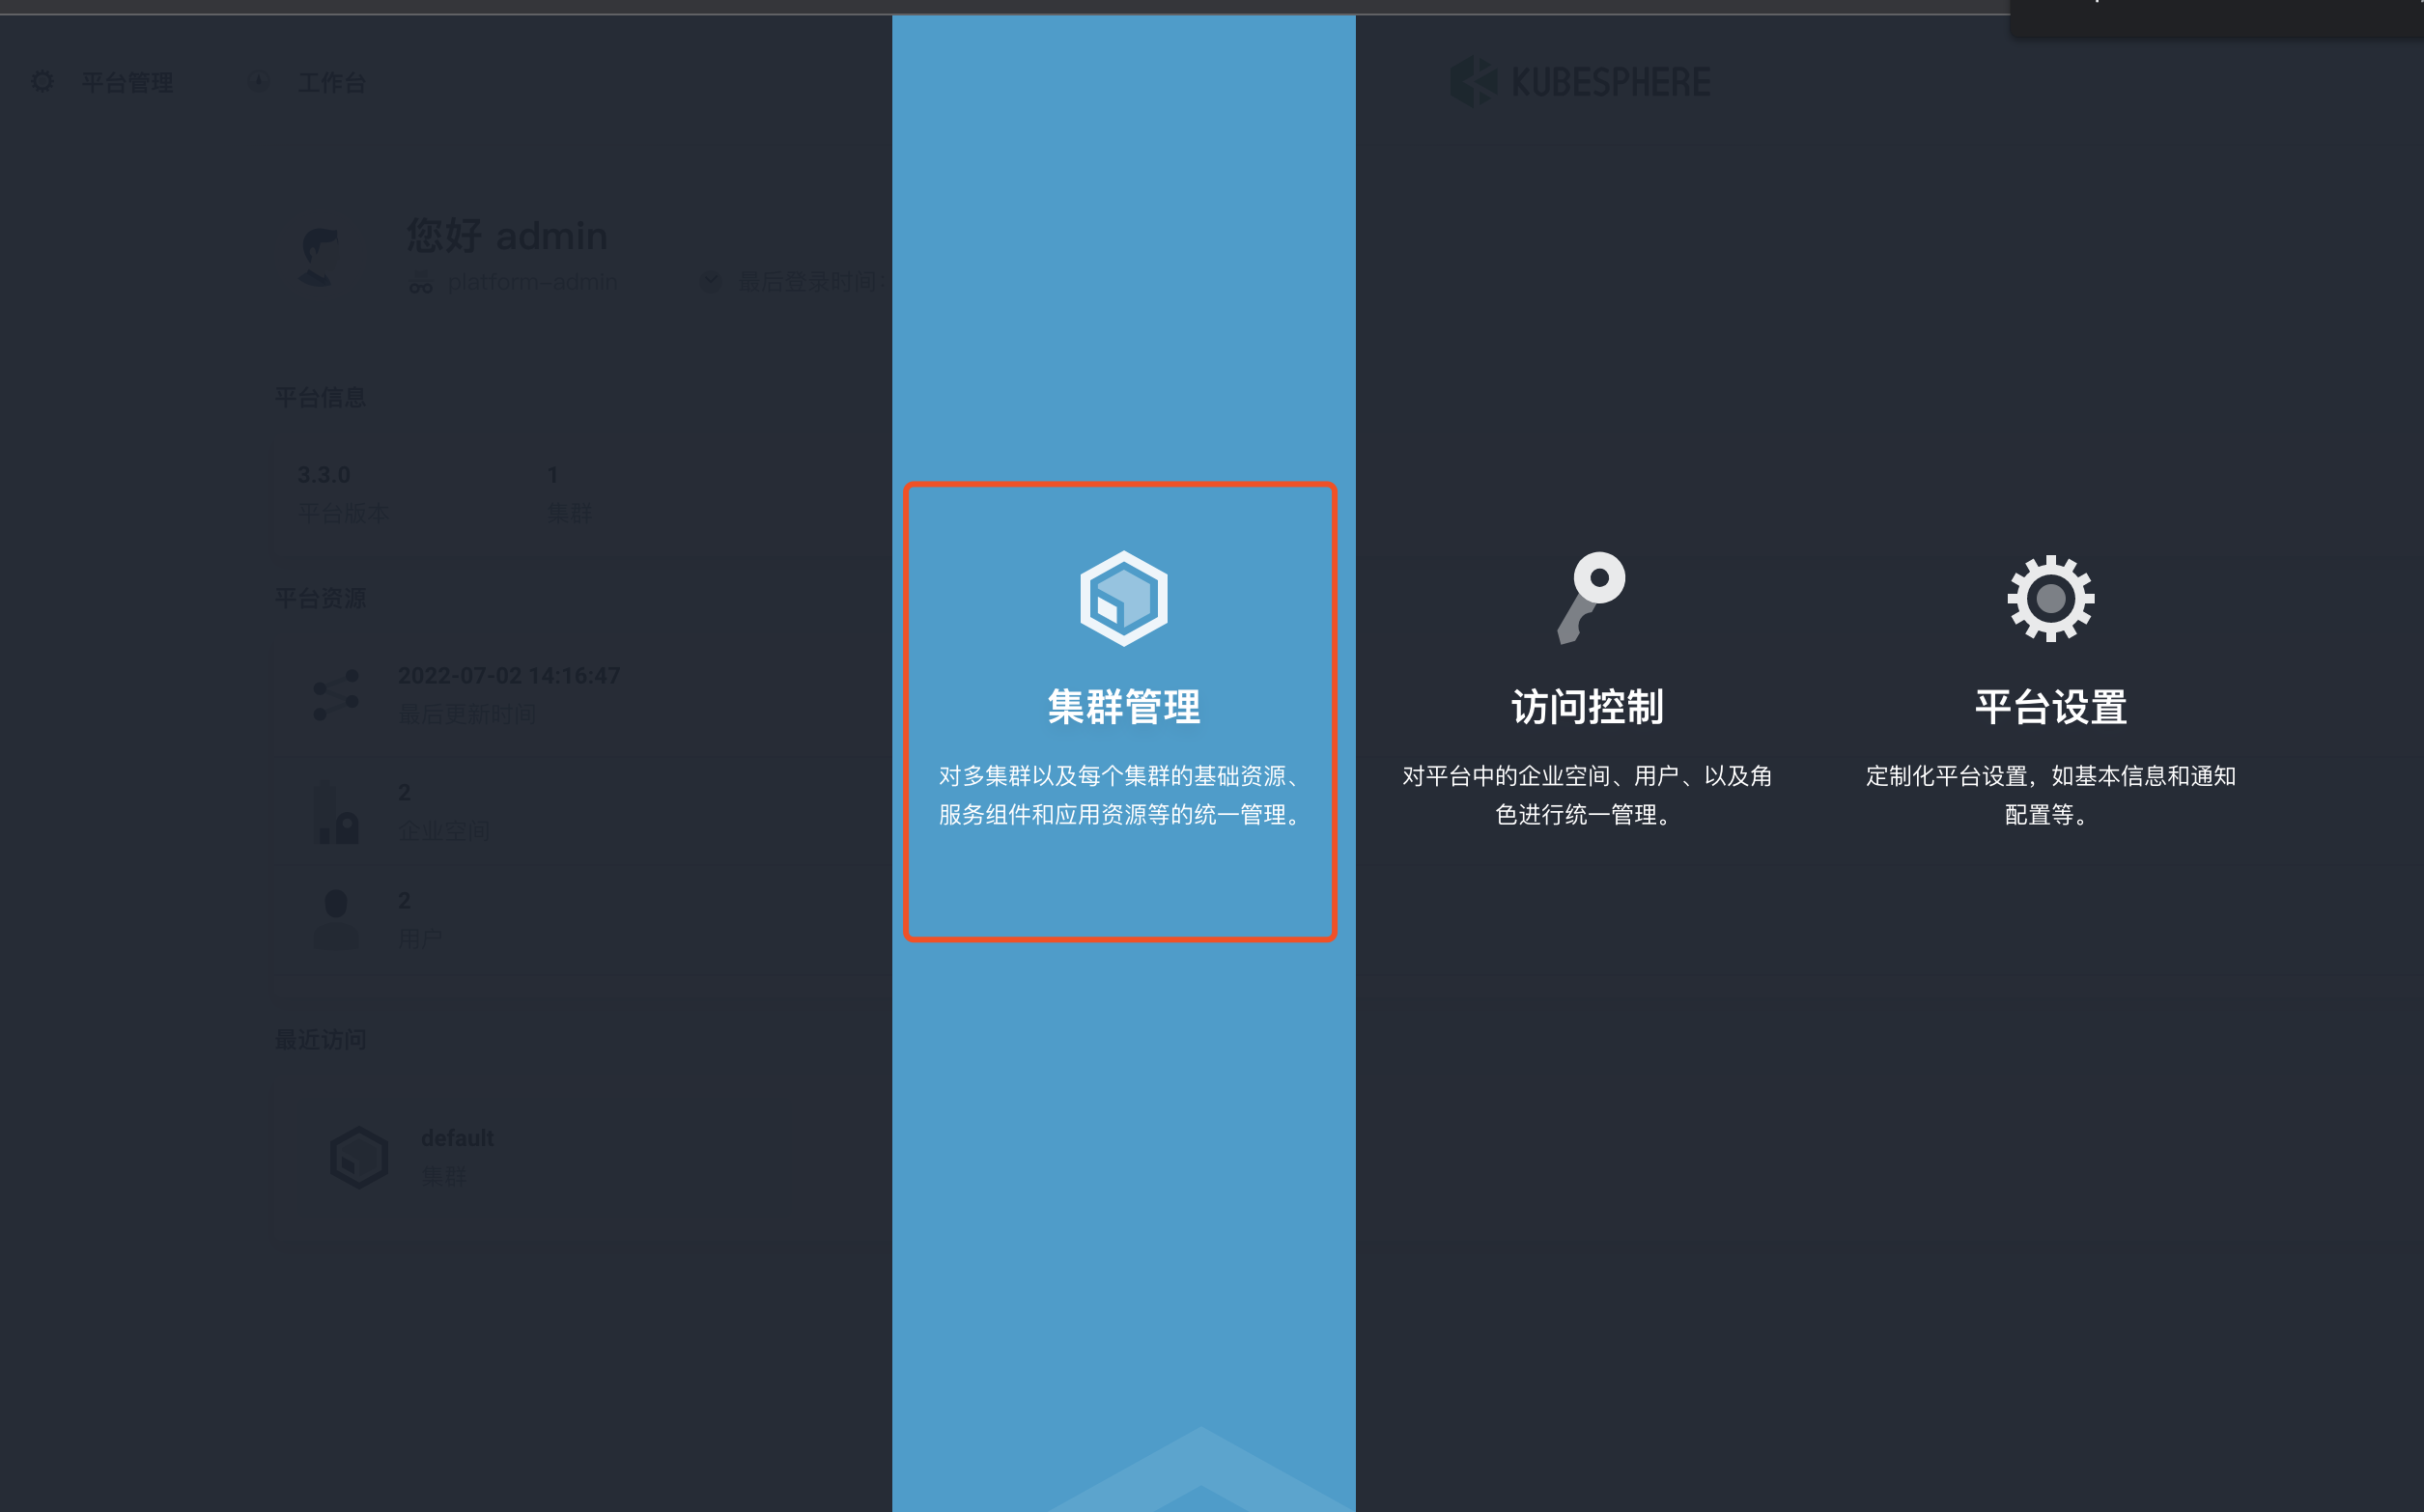 平台管理
工作台
KUBESPHERE
您好 admin
platform-admin
最后登录时间：
平台信息
3.3.0
平台版本
1
集群
平台资源
2022-07-02 14:16:47
最后更新时间
2
企业空间
2
用户
最近访问
default
集群
集群管理
对多集群以及每个集群的基础资源、
服务组件和应用资源等的统一管理。
访问控制
对平台中的企业空间、用户、以及角
色进行统一管理。
平台设置
定制化平台设置，如基本信息和通知
配置等。